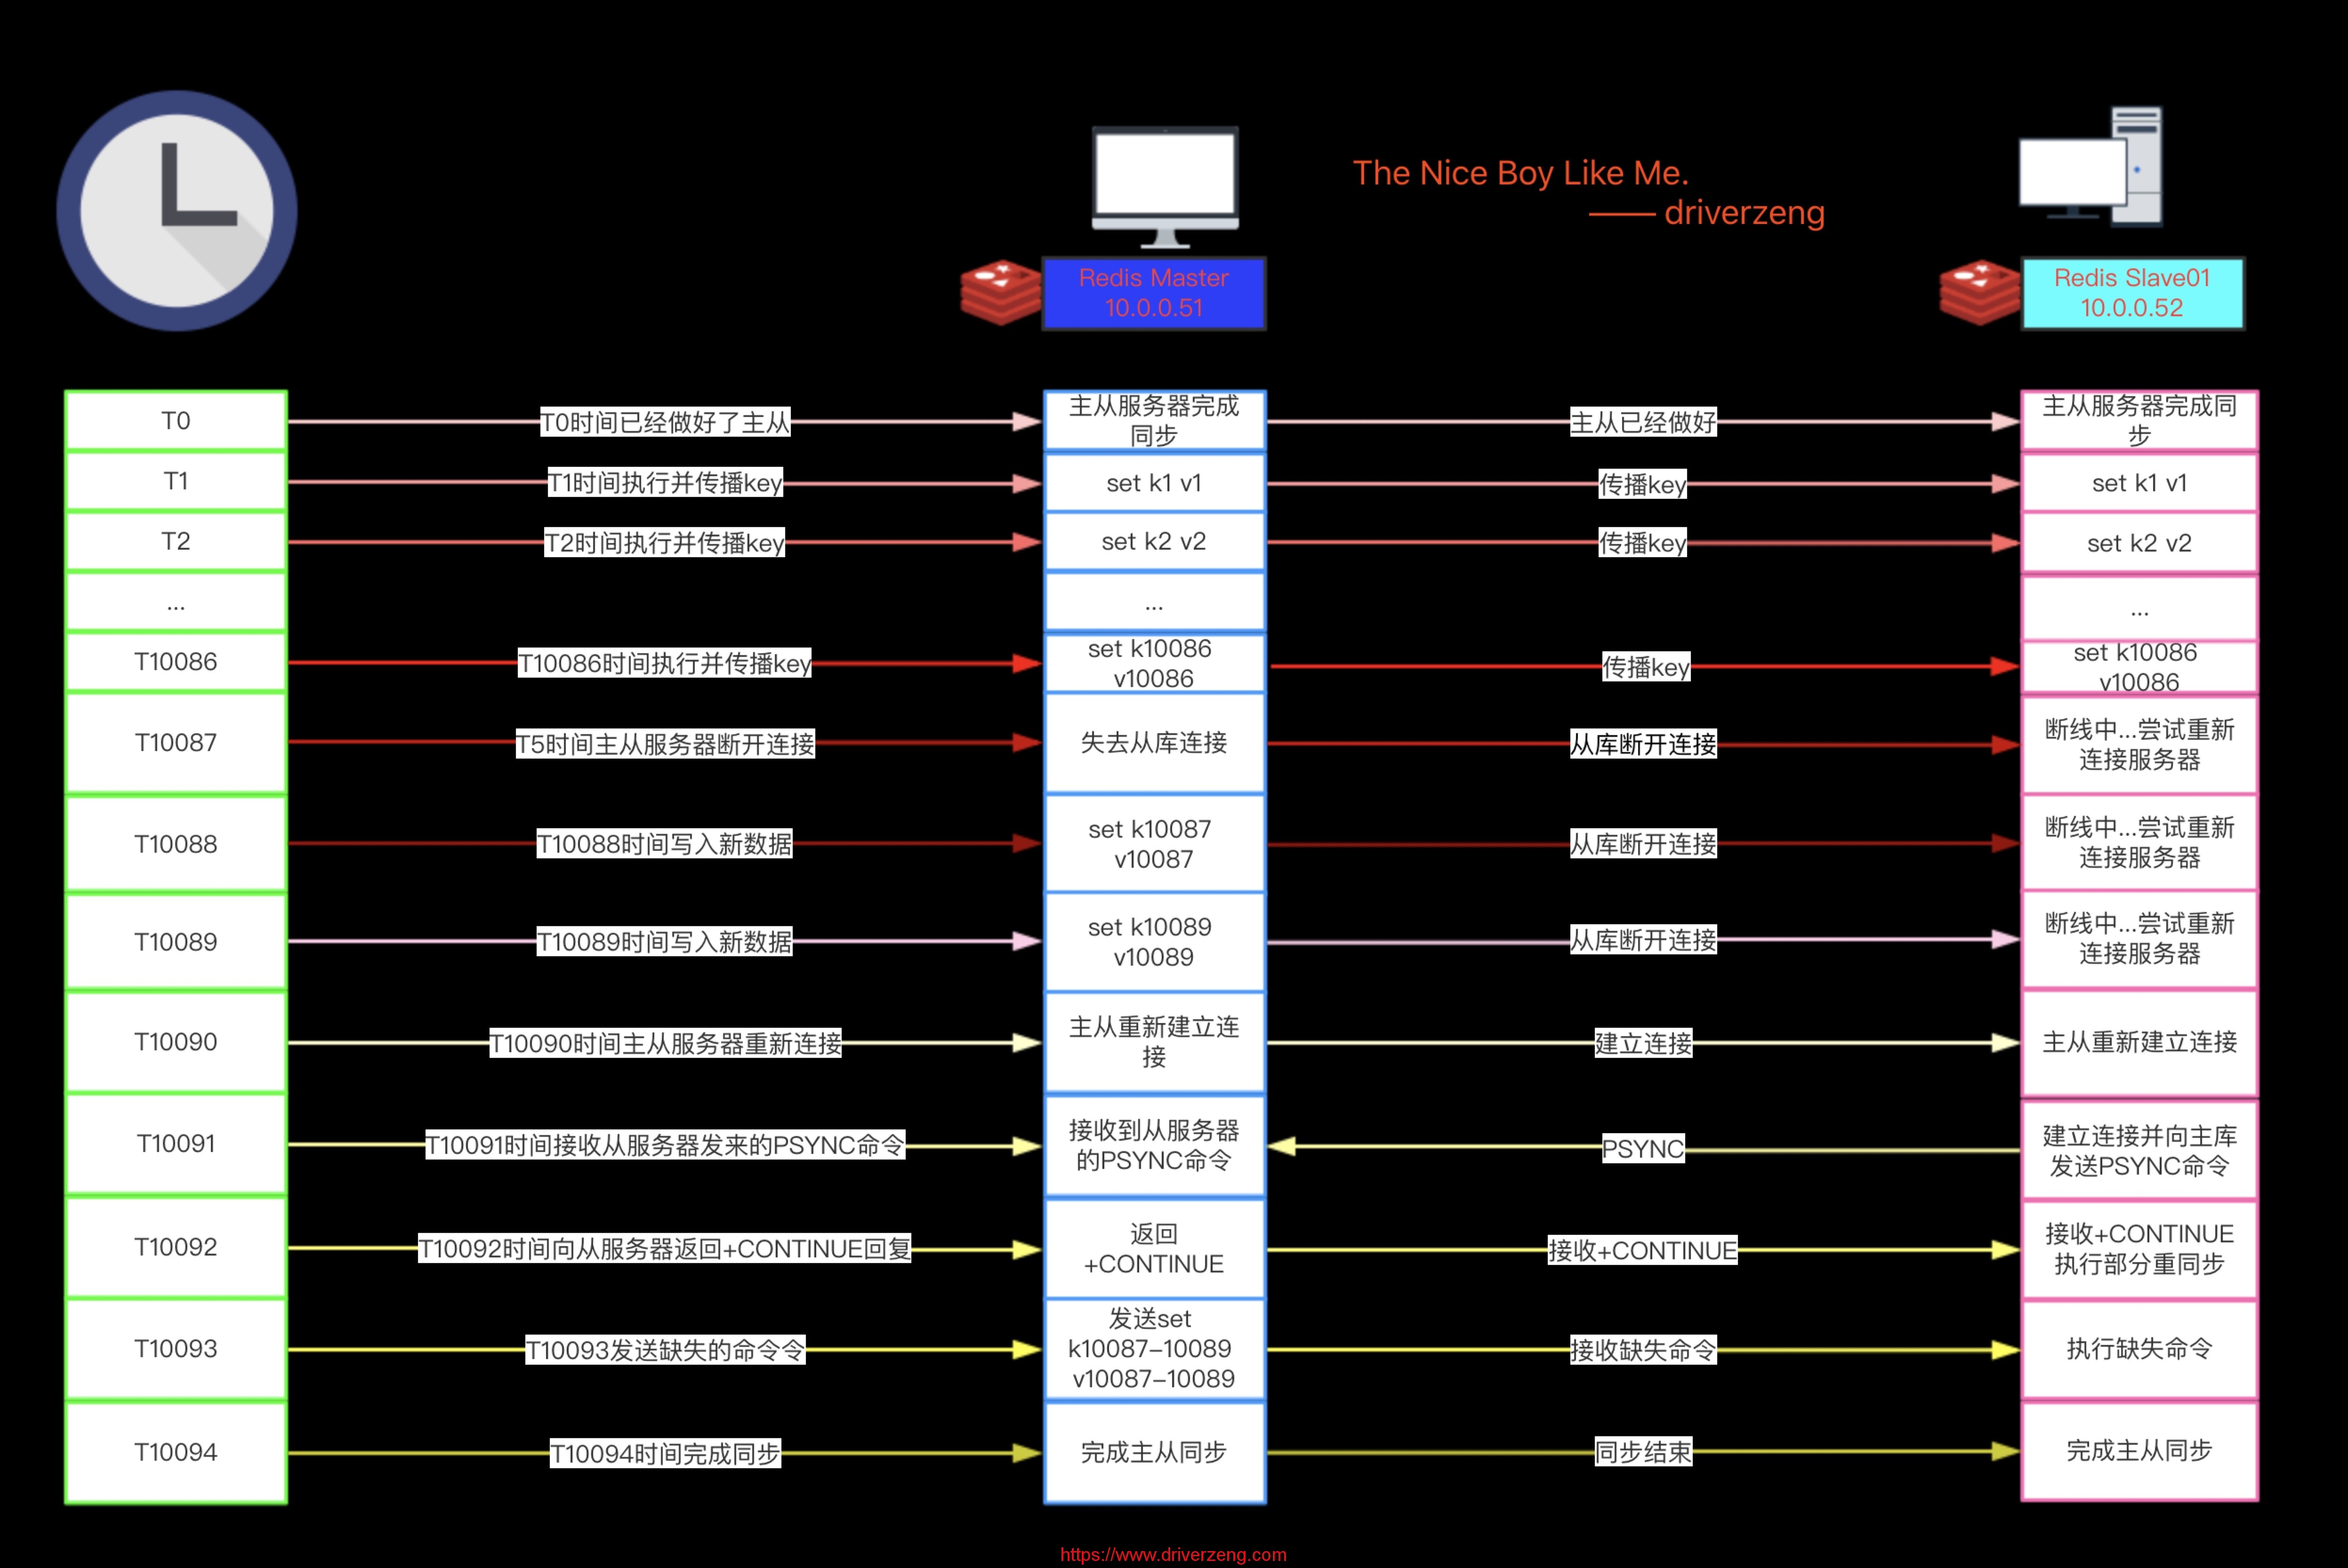 The Nice Boy Like Me.
—— driverzeng
Redis Master
10.0.0.51
Redis Slave01
10.0.0.52
T0
T0时间已经做好了主从
主从服务器完成
同步
主从已经做好
主从服务器完成同
步
T1
T1时间执行并传播key
set k1 v1
传播key
set k1 v1
T2
T2时间执行并传播key
set k2 v2
传播key
set k2 v2
...
...
...
T10086
T10086时间执行并传播key
set k10086
v10086
传播key
set k10086
v10086
T10087
T5时间主从服务器断开连接
失去从库连接
从库断开连接
断线中...尝试重新
连接服务器
T10088
T10088时间写入新数据
set k10087
v10087
从库断开连接
断线中...尝试重新
连接服务器
T10089
T10089时间写入新数据
set k10089
v10089
从库断开连接
断线中...尝试重新
连接服务器
T10090
T10090时间主从服务器重新连接
主从重新建立连
接
建立连接
主从重新建立连接
T10091
T10091时间接收从服务器发来的PSYNC命令
接收到从服务器
的PSYNC命令
PSYNC
建立连接并向主库
发送PSYNC命令
T10092
T10092时间向从服务器返回+CONTINUE回复
返回
+CONTINUE
接收+CONTINUE
接收+CONTINUE
执行部分重同步
T10093
T10093发送缺失的命令令
发送set
k10087-10089
v10087-10089
接收缺失命令
执行缺失命令
T10094
T10094时间完成同步
完成主从同步
同步结束
完成主从同步
https://www.driverzeng.com